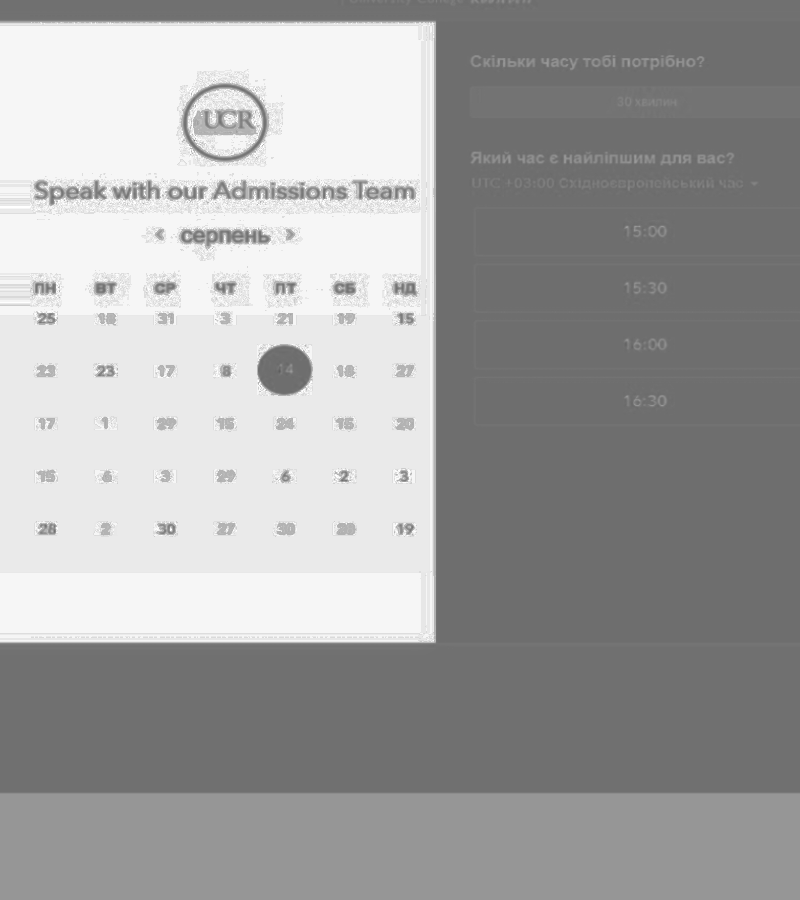 UCR
Speak with our Admissions Team
‹ серпень ›
ПН ВТ СР ЧТ ПТ СБ НД
25 18 31 3 21 19 15
23 23 17 8 14 18 27
17 1 29 15 24 15 20
15 6 3 29 6 2 3
28 2 30 27 30 29 19
Скільки часу тобі потрібно?
30 хвилин
Який час є найліпшим для вас?
UTC +03:00 Східноєвропейський час
15:00
15:30
16:00
16:30